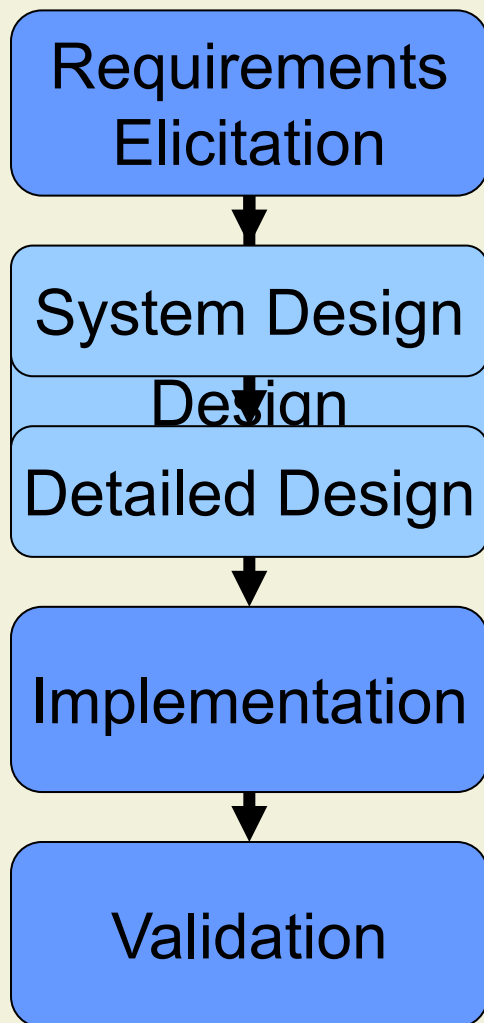 Requirements
Elicitation
System Design
Design
Detailed Design
Implementation
Validation